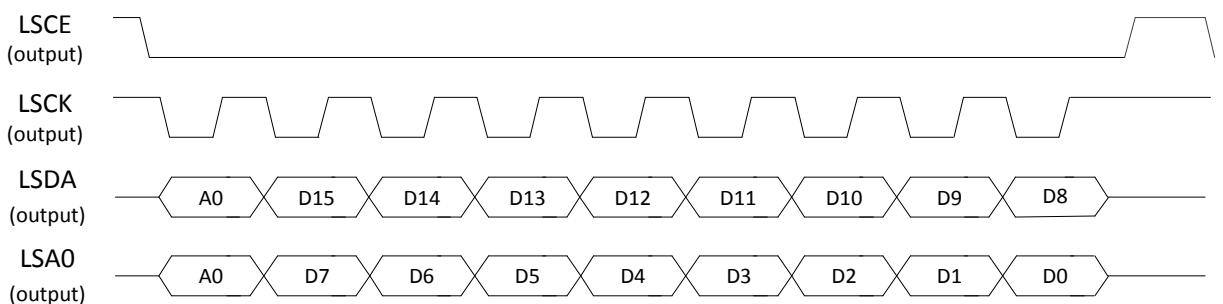 LSCE
(output)
LSCK
(output)
LSDA
(output)
A0 D15 D14 D13 D12 D11 D10 D9 D8
LSA0
(output)
A0 D7 D6 D5 D4 D3 D2 D1 D0